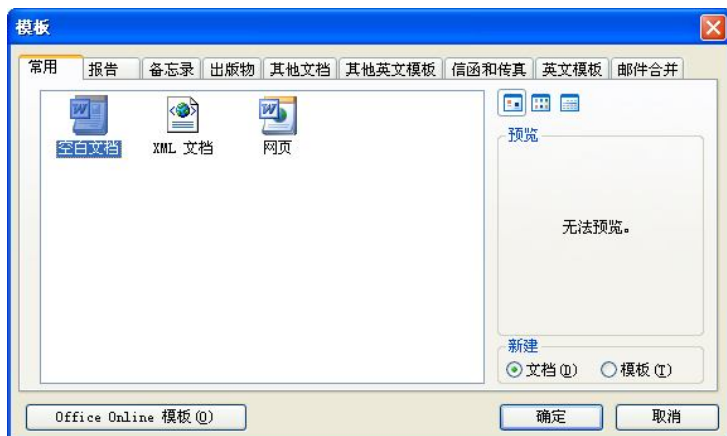 模板
常用 报告 备忘录 出版物 其他文档 其他英文模板 信函和传真 英文模板 邮件合并
空白文档 XML 文档 网页
预览
无法预览。
新建
文档(D) 模板(T)
Office Online 模板(O) 确定 取消